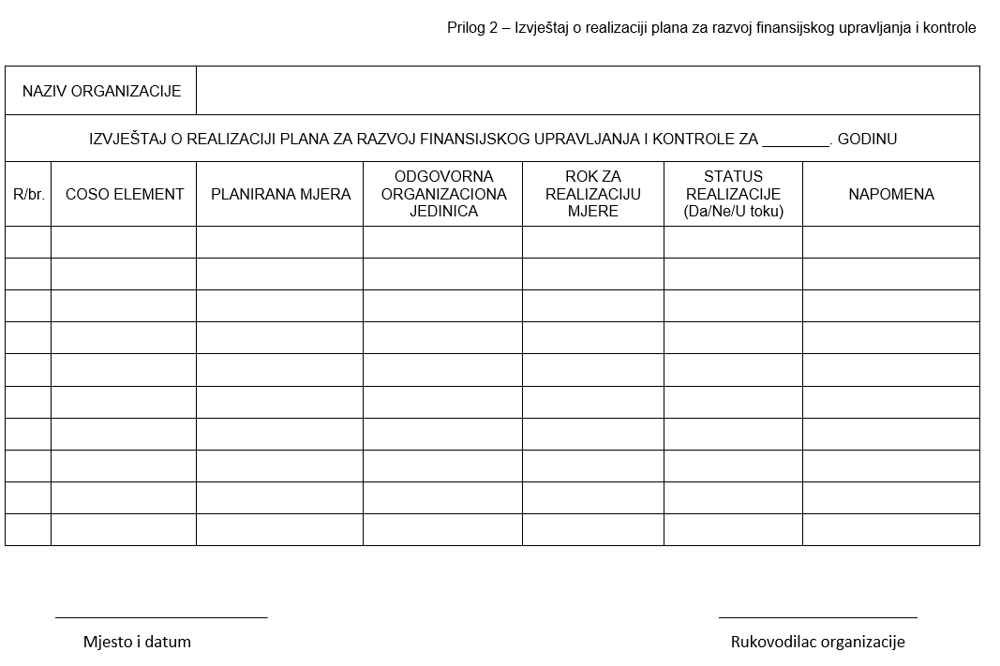 Prilog 2 – Izvještaj o realizaciji plana za razvoj finansijskog upravljanja i kontrole
NAZIV ORGANIZACIJE
IZVJEŠTAJ O REALIZACIJI PLANA ZA RAZVOJ FINANSIJSKOG UPRAVLJANJA I KONTROLE ZA ________. GODINU
R/br.
COSO ELEMENT
PLANIRANA MJERA
ODGOVORNA
ORGANIZACIONA
JEDINICA
ROK ZA
REALIZACIJU
MJERE
STATUS
REALIZACIJE
(Da/Ne/U toku)
NAPOMENA
Mjesto i datum
Rukovodilac organizacije